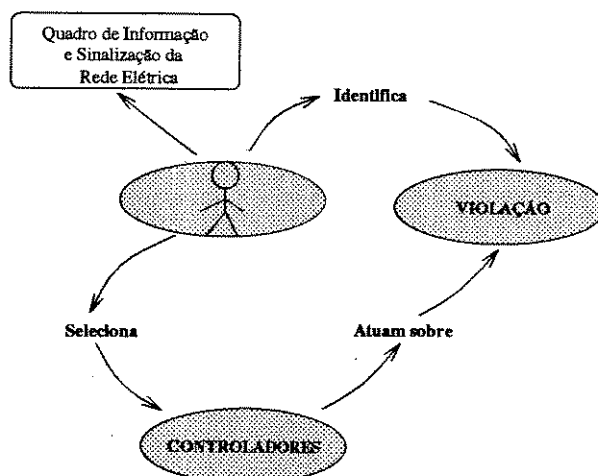 Quadro de Informação
e Sinalização da
Rede Elétrica
Identifica
VIOLAÇÃO
Seleciona
Atuam sobre
CONTROLADORES